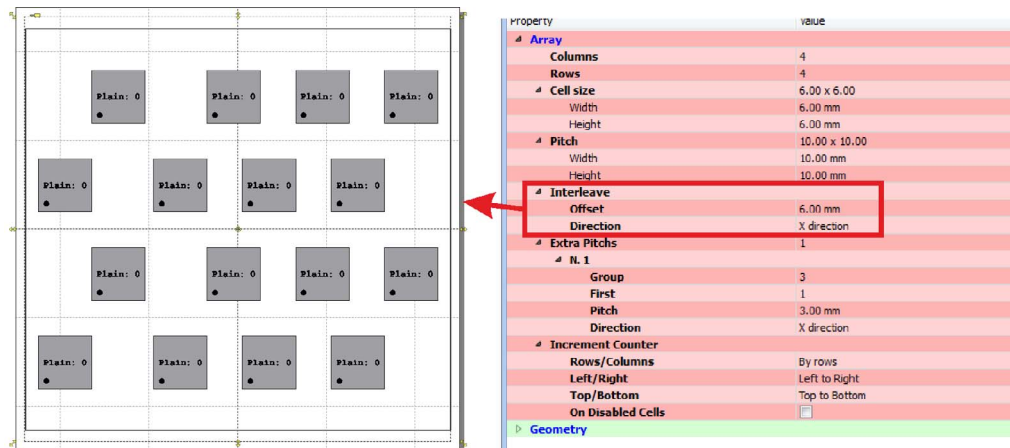 Plain: 0 Plain: 0 Plain: 0 Plain: 0
Plain: 0 Plain: 0 Plain: 0 Plain: 0
Plain: 0 Plain: 0 Plain: 0 Plain: 0
Plain: 0 Plain: 0 Plain: 0 Plain: 0
Property Value
Array
Columns 4
Rows 4
Cell size 6.00 x 6.00
Width 6.00 mm
Height 6.00 mm
Pitch 10.00 x 10.00
Width 10.00 mm
Height 10.00 mm
Interleave
Offset 6.00 mm
Direction X direction
Extra Pitchs 1
N. 1
Group 3
First 1
Pitch 3.00 mm
Direction X direction
Increment Counter
Rows/Columns By rows
Left/Right Left to Right
Top/Bottom Top to Bottom
On Disabled Cells
Geometry